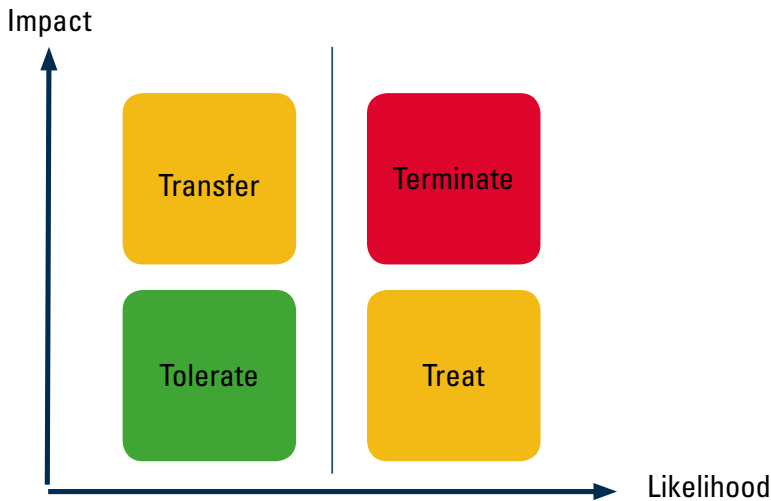 Impact
Transfer
Terminate
Tolerate
Treat
Likelihood